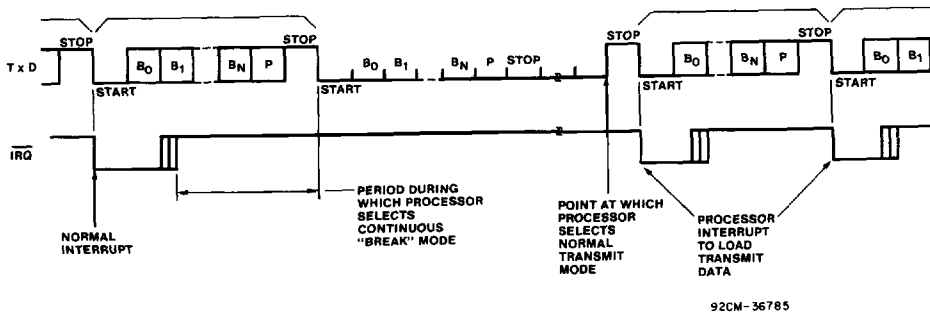 STOP STOP STOP STOP
T x D B0 B1 BN P B0 B1 BN P STOP B0 BN P B0 B1
START START START START
IRQ
NORMAL
INTERRUPT
PERIOD DURING
WHICH PROCESSOR
SELECTS
CONTINUOUS
"BREAK" MODE
POINT AT WHICH
PROCESSOR
SELECTS
NORMAL
TRANSMIT
MODE
PROCESSOR
INTERRUPT
TO LOAD
TRANSMIT
DATA
92CM-36785